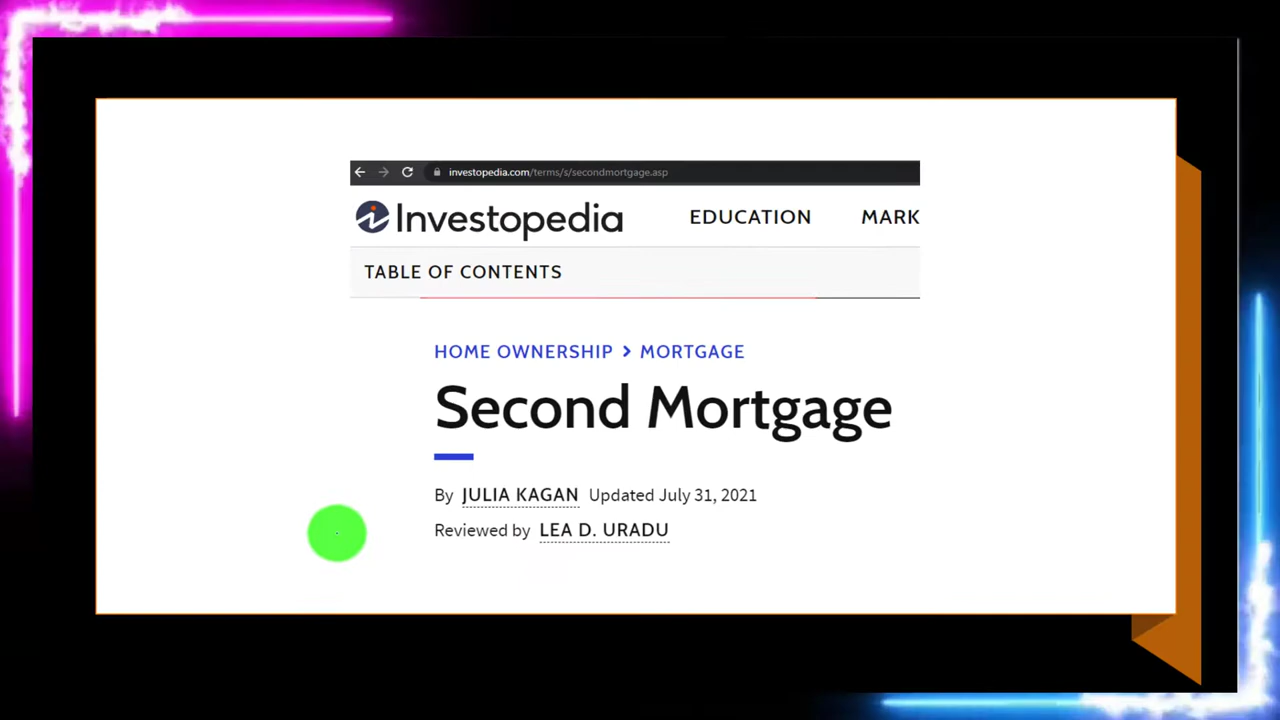 investopedia.com/terms/s/secondmortgage.asp
Investopedia EDUCATION MARK
TABLE OF CONTENTS
HOME OWNERSHIP > MORTGAGE
Second Mortgage
By JULIA KAGAN Updated July 31, 2021
Reviewed by LEA D. URADU